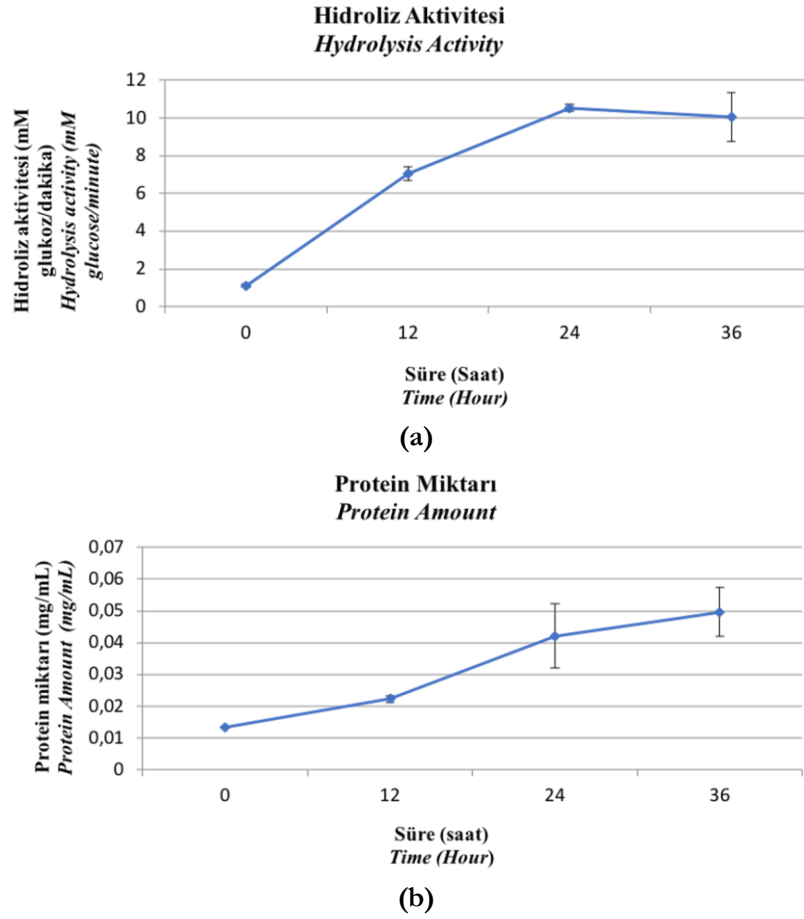 Hidroliz Aktivitesi
Hydrolysis Activity
Hidroliz aktivitesi (mM
glukoz/dakika)
Hydrolysis activity (mM
glucose/minute)
12
10
8
6
4
2
0
0 12 24 36
Süre (Saat)
Time (Hour)
(a)
Protein Miktarı
Protein Amount
Protein miktarı (mg/mL)
Protein Amount (mg/mL)
0,07
0,06
0,05
0,04
0,03
0,02
0,01
0
0 12 24 36
Süre (saat)
Time (Hour)
(b)